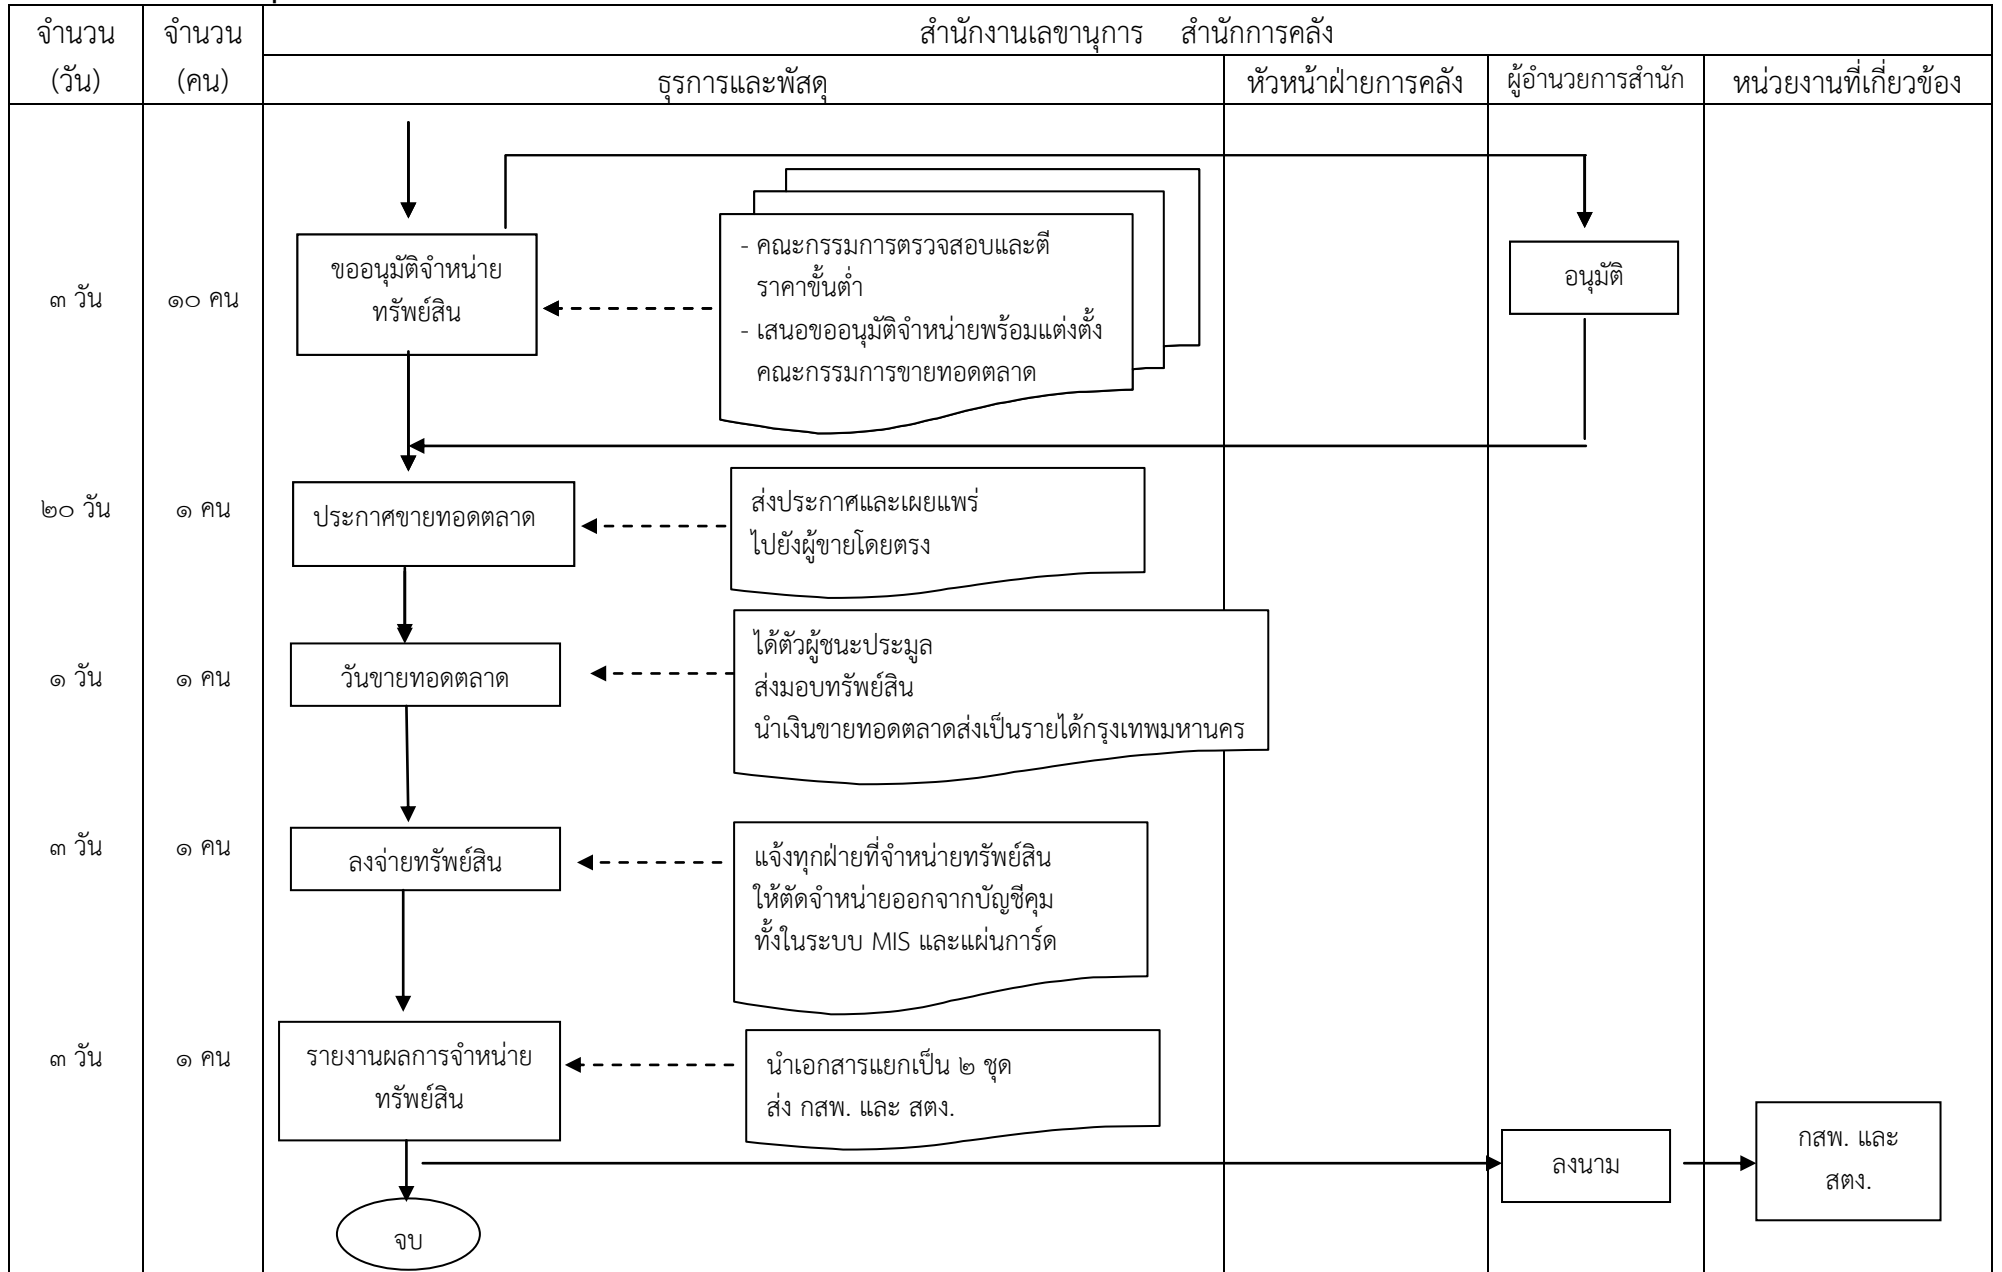 จำนวน
(วัน)
จำนวน
(คน)
สำนักงานเลขานุการ สำนักการคลัง
ธุรการและพัสดุ
หัวหน้าฝ่ายการคลัง
ผู้อำนวยการสำนัก
หน่วยงานที่เกี่ยวข้อง
๓ วัน
๑๐ คน
ขออนุมัติจำหน่าย
ทรัพย์สิน
- คณะกรรมการตรวจสอบและตี
ราคาขั้นต่ำ
- เสนอขออนุมัติจำหน่ายพร้อมแต่งตั้ง
คณะกรรมการขายทอดตลาด
อนุมัติ
๒๐ วัน
๑ คน
ประกาศขายทอดตลาด
ส่งประกาศและเผยแพร่
ไปยังผู้ขายโดยตรง
๑ วัน
๑ คน
วันขายทอดตลาด
ได้ตัวผู้ชนะประมูล
ส่งมอบทรัพย์สิน
นำเงินขายทอดตลาดส่งเป็นรายได้กรุงเทพมหานคร
๓ วัน
๑ คน
ลงจ่ายทรัพย์สิน
แจ้งทุกฝ่ายที่จำหน่ายทรัพย์สิน
ให้ตัดจำหน่ายออกจากบัญชีคุม
ทั้งในระบบ MIS และแผ่นการ์ด
๓ วัน
๑ คน
รายงานผลการจำหน่าย
ทรัพย์สิน
นำเอกสารแยกเป็น ๒ ชุด
ส่ง กสพ. และ สตง.
ลงนาม
กสพ. และ
สตง.
จบ